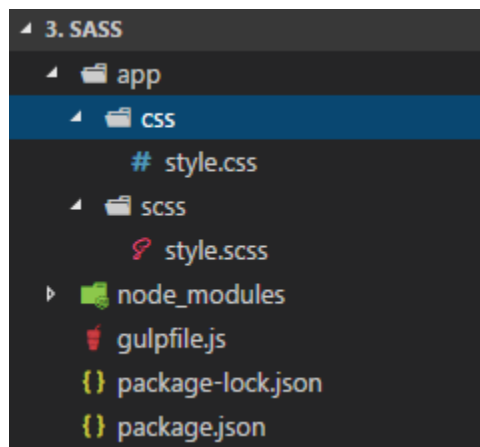 3. SASS
app
css
# style.css
scss
style.scss
node_modules
gulpfile.js
{} package-lock.json
{} package.json